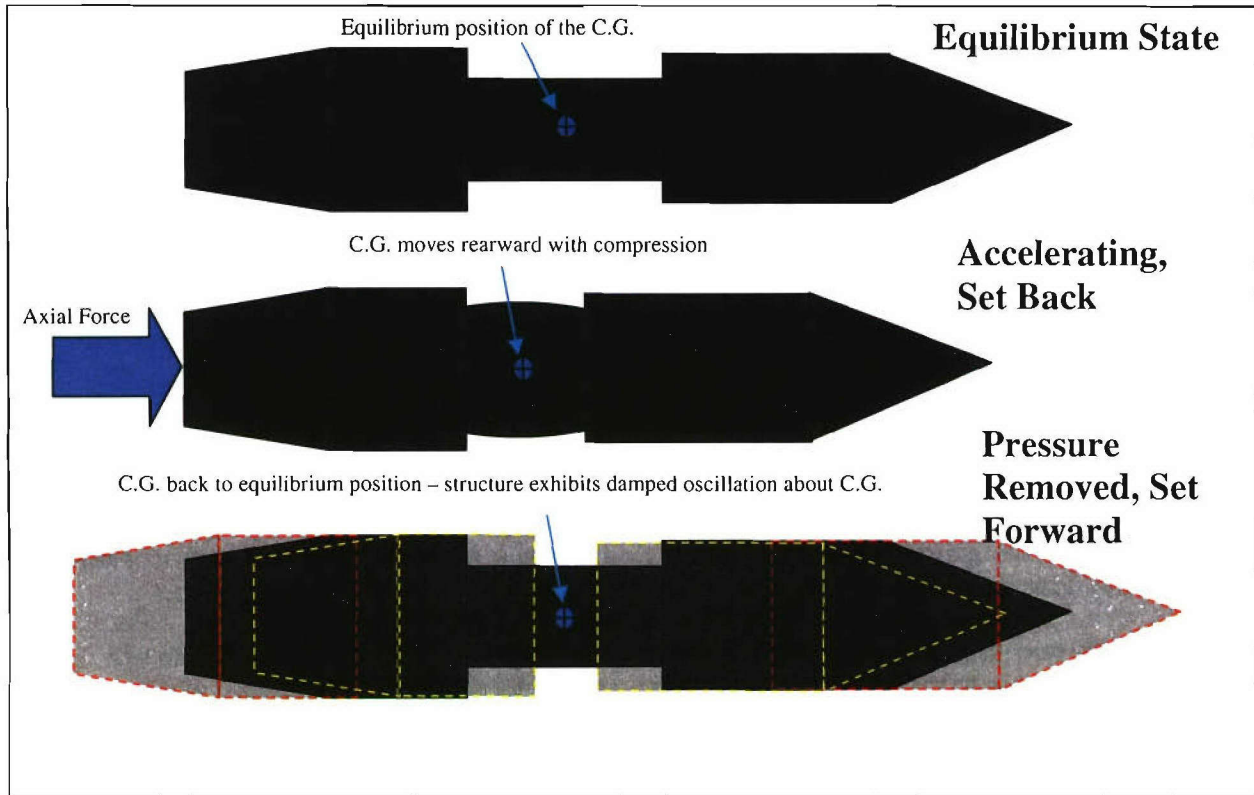 Equilibrium position of the C.G.
Equilibrium State
C.G. moves rearward with compression
Accelerating,
Set Back
Axial Force
Pressure
Removed, Set
Forward
C.G. back to equilibrium position – structure exhibits damped oscillation about C.G.